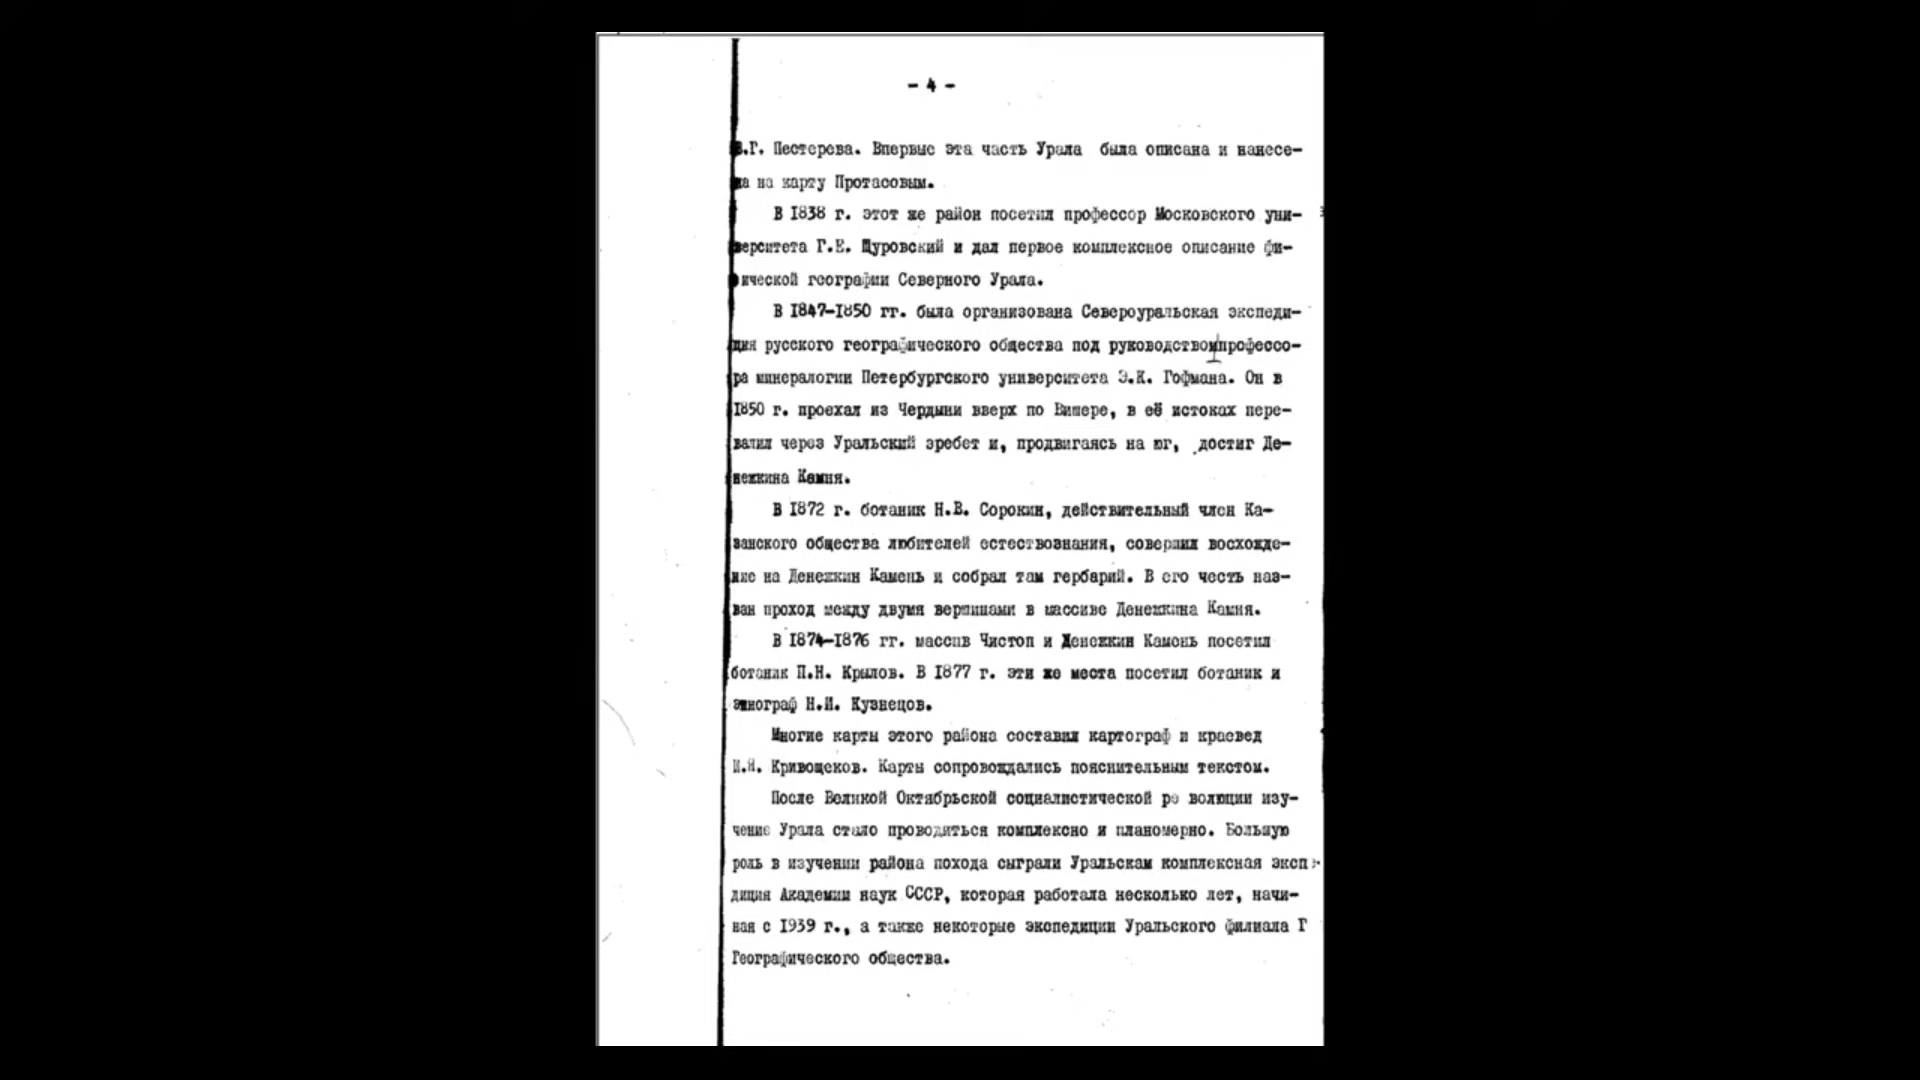 - 4 -
В.Г. Пестерева. Впервые эта часть Урала была описана и нанесе-
на на карту Протасовым.
В 1838 г. этот же район посетил профессор Московского уни-
верситета Г.Е. Щуровский и дал первое комплексное описание фи-
зической географии Северного Урала.
В 1847-1850 гг. была организована Североуральская экспеди-
ция русского географического общества под руководством профессо-
ра минералогии Петербургского университета Э.К. Гофмана. Он в
1850 г. проехал из Чердыни вверх по Вишере, в её истоках пере-
валил через Уральский хребет и, продвигаясь на юг, достиг Де-
нежкина Камня.
В 1872 г. ботаник Н.В. Сорокин, действительный член Ка-
занского общества любителей естествознания, совершил восхожде-
ние на Денежкин Камень и собрал там гербарий. В его честь наз-
ван проход между двумя вершинами в массиве Денежкина Камня.
В 1874-1876 гг. массив Чистоп и Денежкин Камень посетил
ботаник П.Н. Крылов. В 1877 г. эти же места посетил ботаник и
этнограф Н.И. Кузнецов.
Многие карты этого района составил картограф и краевед
И.Я. Кривощеков. Карты сопровождались пояснительным текстом.
После Великой Октябрьской социалистической ре волюции изу-
чение Урала стало проводиться комплексно и планомерно. Большую
роль в изучении района похода сыграли Уральскам комплексная экспе-
диция Академии наук СССР, которая работала несколько лет, начи-
ная с 1939 г., а также некоторые экспедиции Уральского филиала Г
Географического общества.